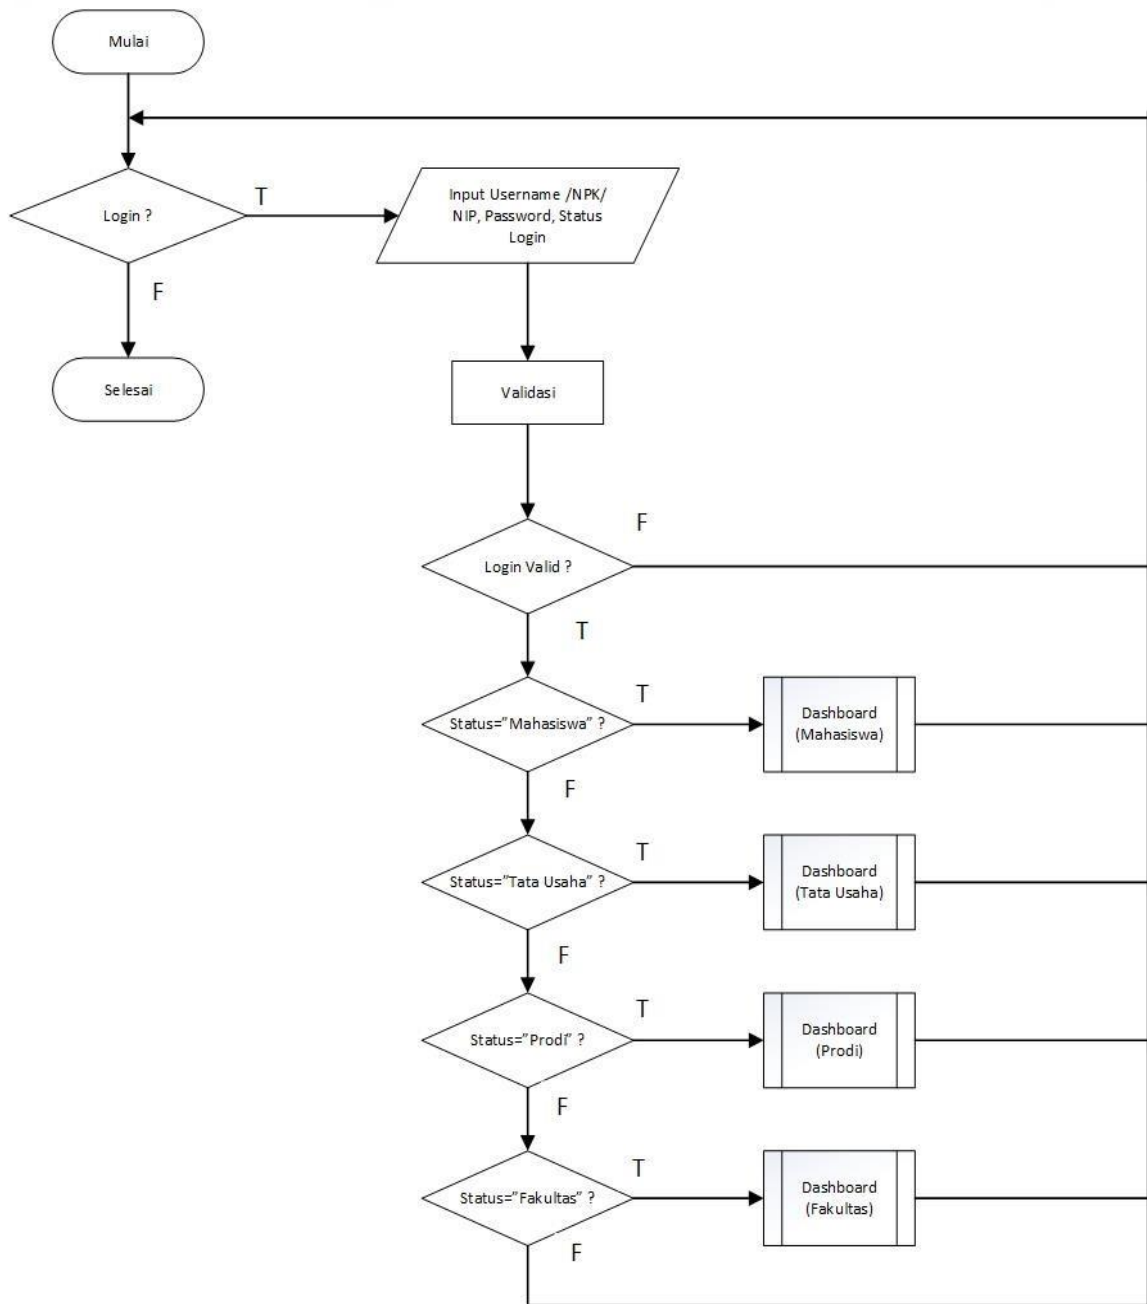 Mulai
Login ?
T
Input Username /NPK/
NIP, Password, Status
Login
F
Selesai
Validasi
F
Login Valid ?
T
Status=”Mahasiswa” ?
T
Dashboard
(Mahasiswa)
F
Status=”Tata Usaha” ?
T
Dashboard
(Tata Usaha)
F
Status=”Prodi” ?
T
Dashboard
(Prodi)
F
Status=”Fakultas” ?
T
Dashboard
(Fakultas)
F